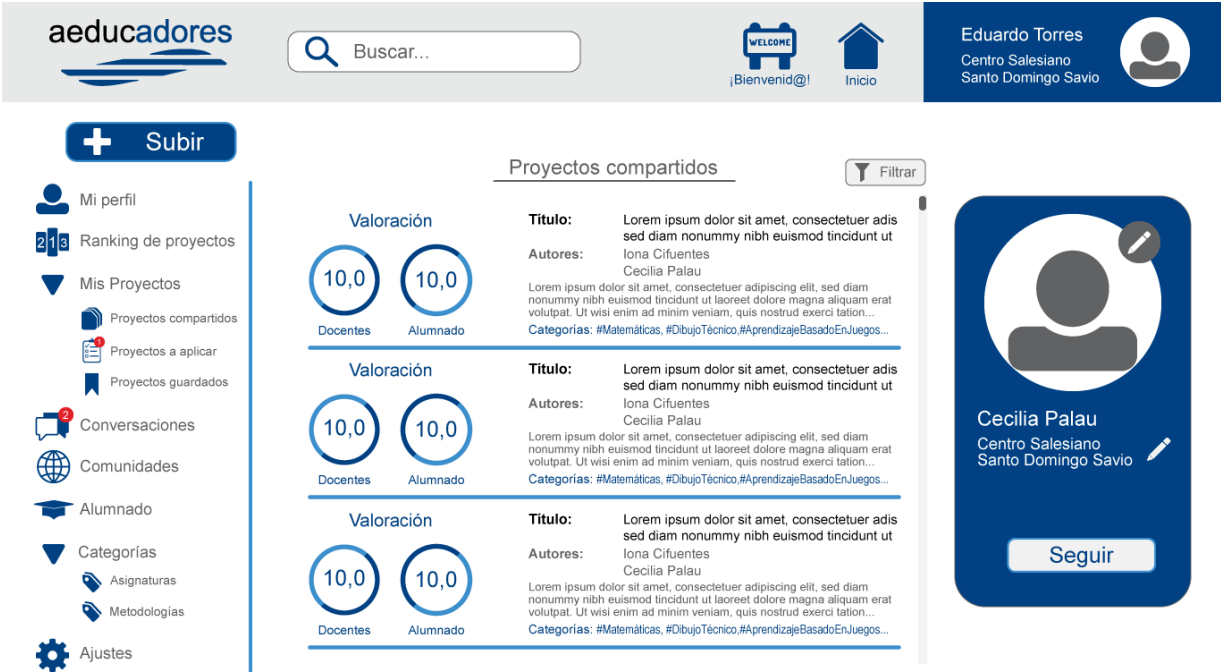 aeducadores
Buscar...
WELCOME
¡Bienvenid@!
Inicio
Eduardo Torres
Centro Salesiano
Santo Domingo Savio
Subir
Mi perfil
213
Ranking de proyectos
Mis Proyectos
Proyectos compartidos
1
Proyectos a aplicar
Proyectos guardados
2
Conversaciones
Comunidades
Alumnado
Categorías
Asignaturas
Metodologías
Ajustes
Proyectos compartidos
Filtrar
Valoración
10,0 10,0
Docentes Alumnado
Título: Lorem ipsum dolor sit amet, consectetuer adis
sed diam nonummy nibh euismod tincidunt ut
Autores: Iona Cifuentes
Cecilia Palau
Lorem ipsum dolor sit amet, consectetuer adipiscing elit, sed diam
nonummy nibh euismod tincidunt ut laoreet dolore magna aliquam erat
volutpat. Ut wisi enim ad minim veniam, quis nostrud exerci tation...
Categorías: #Matemáticas, #DibujoTécnico,#AprendizajeBasadoEnJuegos...
Valoración
10,0 10,0
Docentes Alumnado
Título: Lorem ipsum dolor sit amet, consectetuer adis
sed diam nonummy nibh euismod tincidunt ut
Autores: Iona Cifuentes
Cecilia Palau
Lorem ipsum dolor sit amet, consectetuer adipiscing elit, sed diam
nonummy nibh euismod tincidunt ut laoreet dolore magna aliquam erat
volutpat. Ut wisi enim ad minim veniam, quis nostrud exerci tation...
Categorías: #Matemáticas, #DibujoTécnico,#AprendizajeBasadoEnJuegos...
Valoración
10,0 10,0
Docentes Alumnado
Título: Lorem ipsum dolor sit amet, consectetuer adis
sed diam nonummy nibh euismod tincidunt ut
Autores: Iona Cifuentes
Cecilia Palau
Lorem ipsum dolor sit amet, consectetuer adipiscing elit, sed diam
nonummy nibh euismod tincidunt ut laoreet dolore magna aliquam erat
volutpat. Ut wisi enim ad minim veniam, quis nostrud exerci tation...
Categorías: #Matemáticas, #DibujoTécnico,#AprendizajeBasadoEnJuegos...
Cecilia Palau
Centro Salesiano
Santo Domingo Savio
Seguir